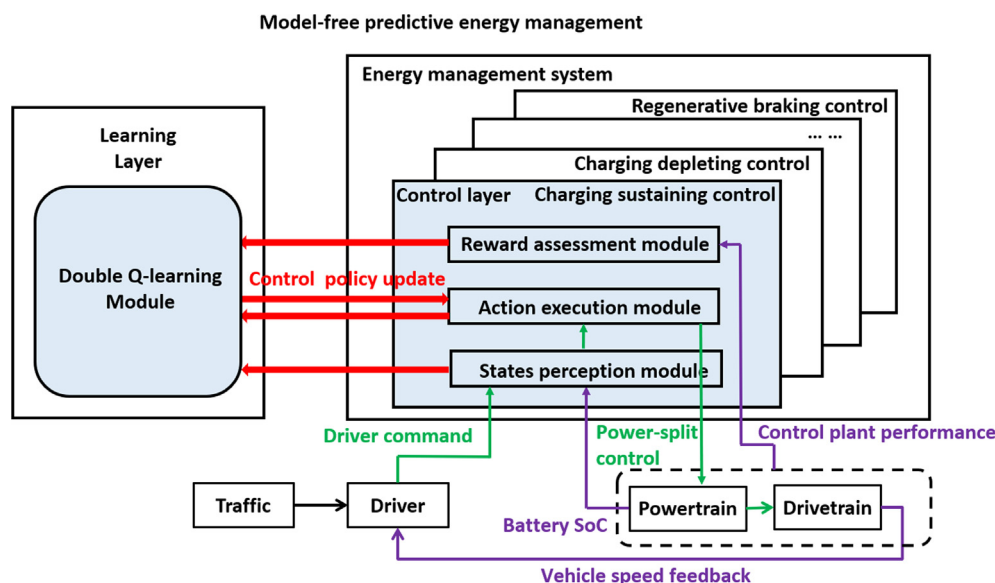 Model-free predictive energy management
Energy management system
Regenerative braking control
... ...
Charging depleting control
Control layer
Charging sustaining control
Learning
Layer
Double Q-learning
Module
Reward assessment module
Control policy update
Action execution module
States perception module
Driver command
Power-split
control
Control plant performance
Traffic
Driver
Battery SoC
Powertrain
Drivetrain
Vehicle speed feedback